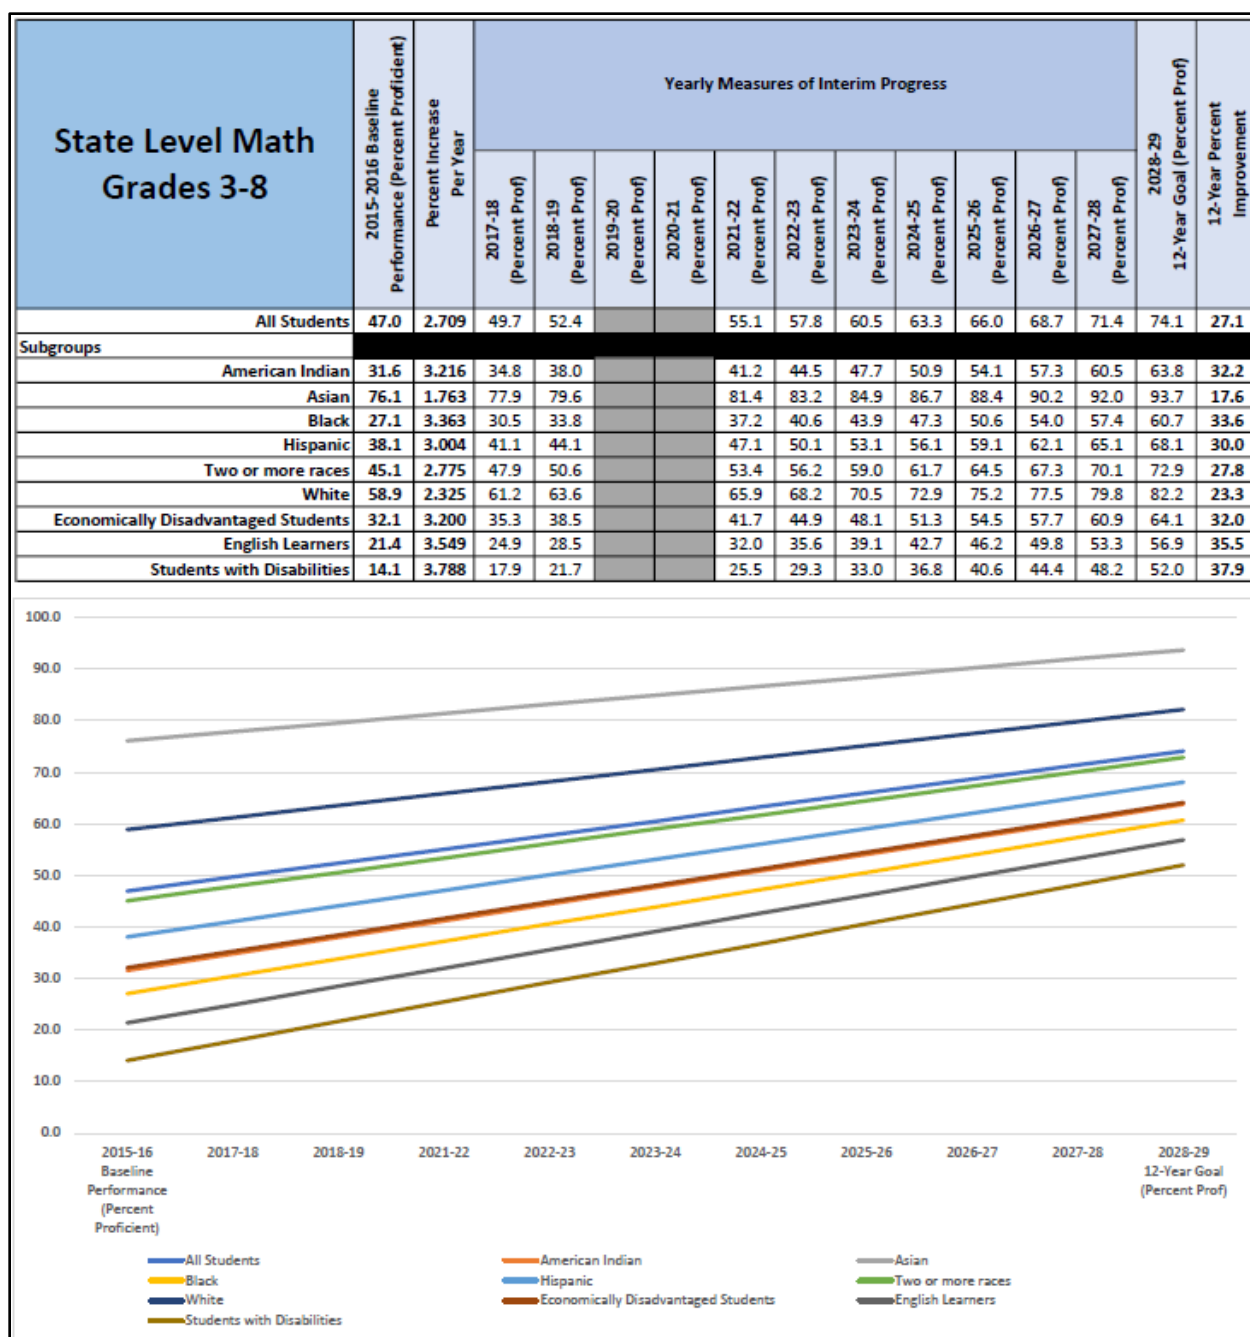 State Level Math
Grades 3-8
2015-2016 Baseline
Performance (Percent Proficient)
Percent Increase
Per Year
Yearly Measures of Interim Progress
2017-18
(Percent Prof)
2018-19
(Percent Prof)
2019-20
(Percent Prof)
2020-21
(Percent Prof)
2021-22
(Percent Prof)
2022-23
(Percent Prof)
2023-24
(Percent Prof)
2024-25
(Percent Prof)
2025-26
(Percent Prof)
2026-27
(Percent Prof)
2027-28
(Percent Prof)
2028-29
12-Year Goal (Percent Prof)
12-Year Percent
Improvement
All Students 47.0 2.709 49.7 52.4 55.1 57.8 60.5 63.3 66.0 68.7 71.4 74.1 27.1
Subgroups
American Indian 31.6 3.216 34.8 38.0 41.2 44.5 47.7 50.9 54.1 57.3 60.5 63.8 32.2
Asian 76.1 1.763 77.9 79.6 81.4 83.2 84.9 86.7 88.4 90.2 92.0 93.7 17.6
Black 27.1 3.363 30.5 33.8 37.2 40.6 43.9 47.3 50.6 54.0 57.4 60.7 33.6
Hispanic 38.1 3.004 41.1 44.1 47.1 50.1 53.1 56.1 59.1 62.1 65.1 68.1 30.0
Two or more races 45.1 2.775 47.9 50.6 53.4 56.2 59.0 61.7 64.5 67.3 70.1 72.9 27.8
White 58.9 2.325 61.2 63.6 65.9 68.2 70.5 72.9 75.2 77.5 79.8 82.2 23.3
Economically Disadvantaged Students 32.1 3.200 35.3 38.5 41.7 44.9 48.1 51.3 54.5 57.7 60.9 64.1 32.0
English Learners 21.4 3.549 24.9 28.5 32.0 35.6 39.1 42.7 46.2 49.8 53.3 56.9 35.5
Students with Disabilities 14.1 3.788 17.9 21.7 25.5 29.3 33.0 36.8 40.6 44.4 48.2 52.0 37.9
100.0
90.0
80.0
70.0
60.0
50.0
40.0
30.0
20.0
10.0
0.0
2015-16 2017-18 2018-19 2021-22 2022-23 2023-24 2024-25 2025-26 2026-27 2027-28 2028-29
Baseline 12-Year Goal
Performance (Percent Prof)
(Percent
Proficient)
All Students American Indian Asian
Black Hispanic Two or more races
White Economically Disadvantaged Students English Learners
Students with Disabilities